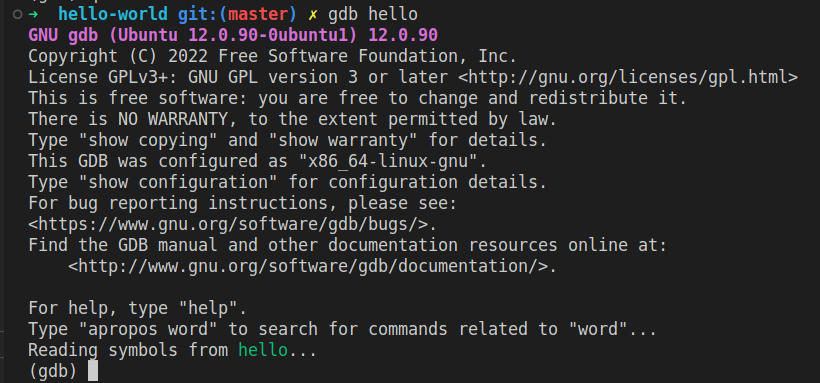 ➜  hello-world git:(master) ✗ gdb hello
GNU gdb (Ubuntu 12.0.90-0ubuntu1) 12.0.90
Copyright (C) 2022 Free Software Foundation, Inc.
License GPLv3+: GNU GPL version 3 or later <http://gnu.org/licenses/gpl.html>
This is free software: you are free to change and redistribute it.
There is NO WARRANTY, to the extent permitted by law.
Type "show copying" and "show warranty" for details.
This GDB was configured as "x86_64-linux-gnu".
Type "show configuration" for configuration details.
For bug reporting instructions, please see:
<https://www.gnu.org/software/gdb/bugs/>.
Find the GDB manual and other documentation resources online at:
    <http://www.gnu.org/software/gdb/documentation/>.

For help, type "help".
Type "apropos word" to search for commands related to "word"...
Reading symbols from hello...
(gdb)